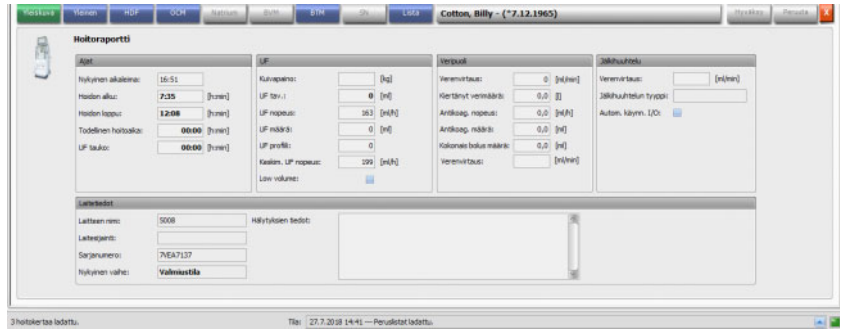 Yleiskuva Yleinen HDF OCM Natrium BVM BTM SN Lista Cotton, Billy - (*7.12.1965) Hyväksy Peruuta X
Hoitoraportti
Ajat UF Veripuoli Jälkihuuhtelu
Nykyinen aikaleima: 16:51 Kuivapaino: [kg] Verenvirtaus: 0 [ml/min] Verenvirtaus: [ml/min]
Hoidon alku: 7:35 [h:min] UF tav.: 0 [ml] Kiertänyt verimäärä: 0,0 [l] Jälkihuuhtelun tyyppi:
Hoidon loppu: 12:08 [h:min] UF nopeus: 163 [ml/h] Antikoag. nopeus: 0,0 [ml/h] Autom. käynn. I/O:
Todellinen hoitoaika: 00:00 [h:min] UF määrä: 0 [ml] Antikoag. määrä: 0,0 [ml]
UF tauko: 00:00 [h:min] UF profiili: 0 Kokonais bolus määrä: 0,0 [ml]
Keskim. UF nopeus: 199 [ml/h] Verenvirtaus: [ml/min]
Low volume:
Laitetiedot
Laitteen nimi: 5008 Hälytyksien tiedot:
Laitesijainti:
Sarjanumero: 7VEA7137
Nykyinen vaihe: Valmiustila
3 hoitokertaa ladattu. Tila: 27.7.2018 14:41 --- Peruslistat ladattu.